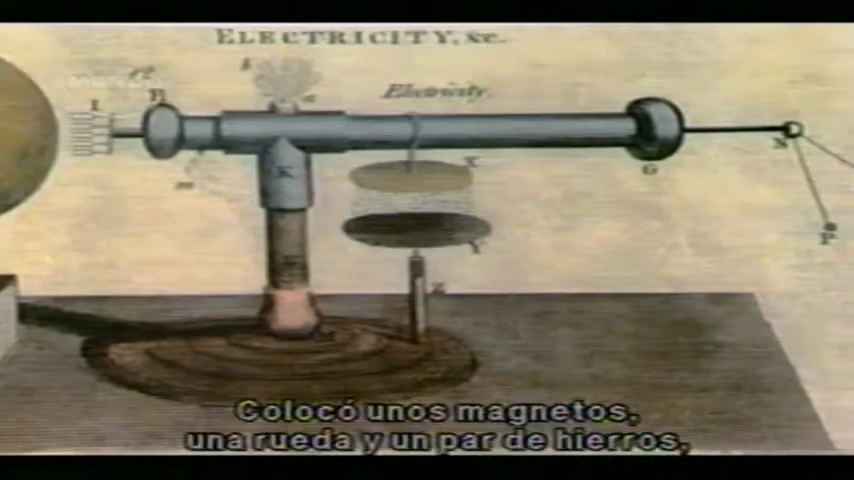 ELECTRICITY, &c.
Electricity.
I
H
K
X
Y
G
N
P
m
Colocó unos magnetos,
una rueda y un par de hierros,